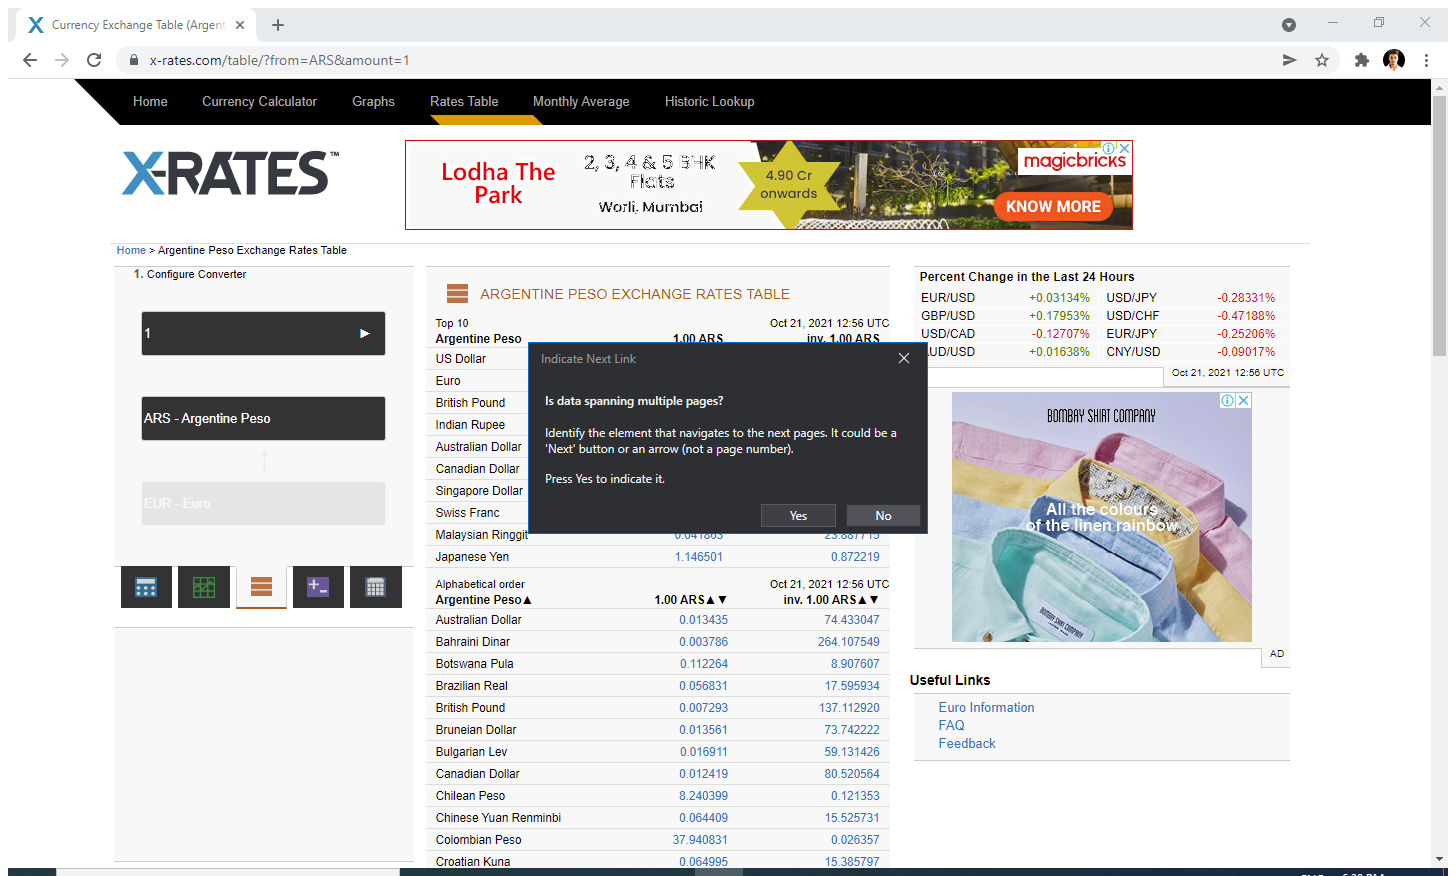 Currency Exchange Table (Argent
x-rates.com/table/?from=ARS&amount=1
Home Currency Calculator Graphs Rates Table Monthly Average Historic Lookup
X-RATES™
Lodha The Park
2, 3, 4 & 5 BHK
Flats
Worli, Mumbai
4.90 Cr
onwards
magicbricks
KNOW MORE
Home > Argentine Peso Exchange Rates Table
1. Configure Converter
1
ARS - Argentine Peso
EUR - Euro
ARGENTINE PESO EXCHANGE RATES TABLE
Top 10 Oct 21, 2021 12:56 UTC
Argentine Peso 1.00 ARS inv. 1.00 ARS
US Dollar
Euro
British Pound
Indian Rupee
Australian Dollar
Canadian Dollar
Singapore Dollar
Swiss Franc
Malaysian Ringgit 0.041863 23.887715
Japanese Yen 1.146501 0.872219
Indicate Next Link
Is data spanning multiple pages?
Identify the element that navigates to the next pages. It could be a
'Next' button or an arrow (not a page number).
Press Yes to indicate it.
Yes No
Alphabetical order Oct 21, 2021 12:56 UTC
Argentine Peso▲ 1.00 ARS▲▼ inv. 1.00 ARS▲▼
Australian Dollar 0.013435 74.433047
Bahraini Dinar 0.003786 264.107549
Botswana Pula 0.112264 8.907607
Brazilian Real 0.056831 17.595934
British Pound 0.007293 137.112920
Bruneian Dollar 0.013561 73.742222
Bulgarian Lev 0.016911 59.131426
Canadian Dollar 0.012419 80.520564
Chilean Peso 8.240399 0.121353
Chinese Yuan Renminbi 0.064409 15.525731
Colombian Peso 37.940831 0.026357
Croatian Kuna 0.064995 15.385797
Percent Change in the Last 24 Hours
EUR/USD +0.03134% USD/JPY -0.28331%
GBP/USD +0.17953% USD/CHF -0.47188%
USD/CAD -0.12707% EUR/JPY -0.25206%
UD/USD +0.01638% CNY/USD -0.09017%
Oct 21, 2021 12:56 UTC
BOMBAY SHIRT COMPANY
All the colours
of the linen rainbow
BOMBAY SHIRT COMPANY
AD
Useful Links
Euro Information
FAQ
Feedback